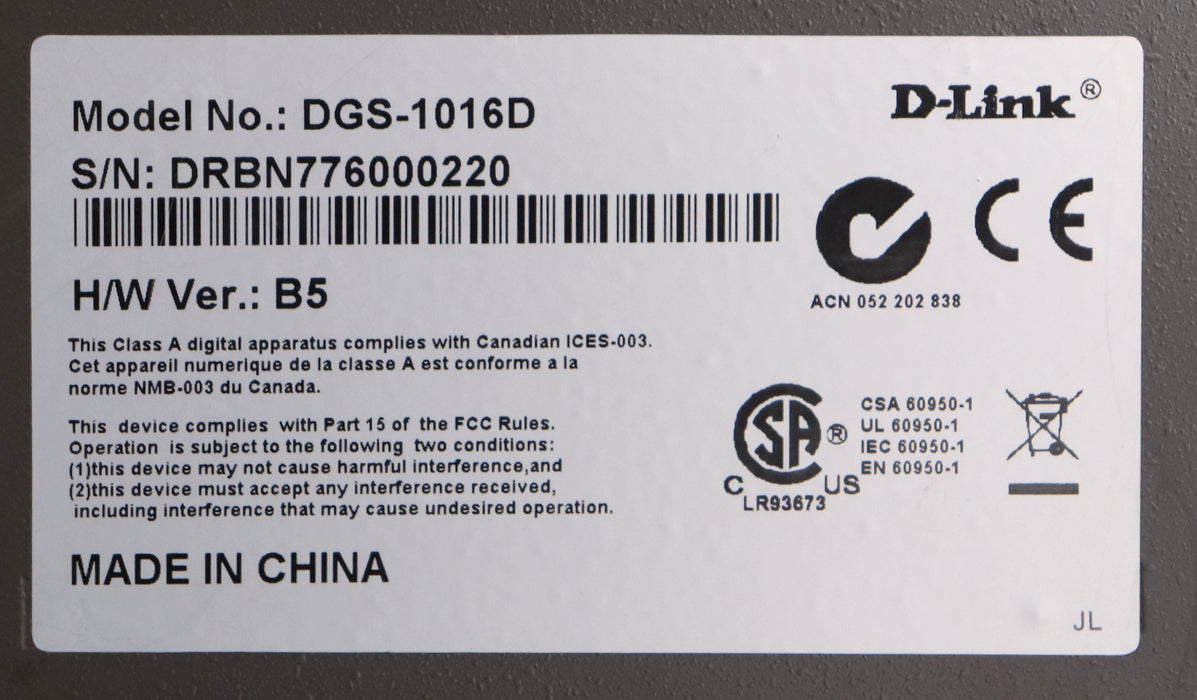 Model No.: DGS-1016D
D-Link®
S/N: DRBN776000220
CE
ACN 052 202 838
H/W Ver.: B5
This Class A digital apparatus complies with Canadian ICES-003.
Cet appareil numerique de la classe A est conforme a la
norme NMB-003 du Canada.
This device complies with Part 15 of the FCC Rules.
Operation is subject to the following two conditions:
(1)this device may not cause harmful interference,and
(2)this device must accept any interference received,
including interference that may cause undesired operation.
CSA 60950-1
UL 60950-1
IEC 60950-1
EN 60950-1
SA®
C US
LR93673
MADE IN CHINA
JL